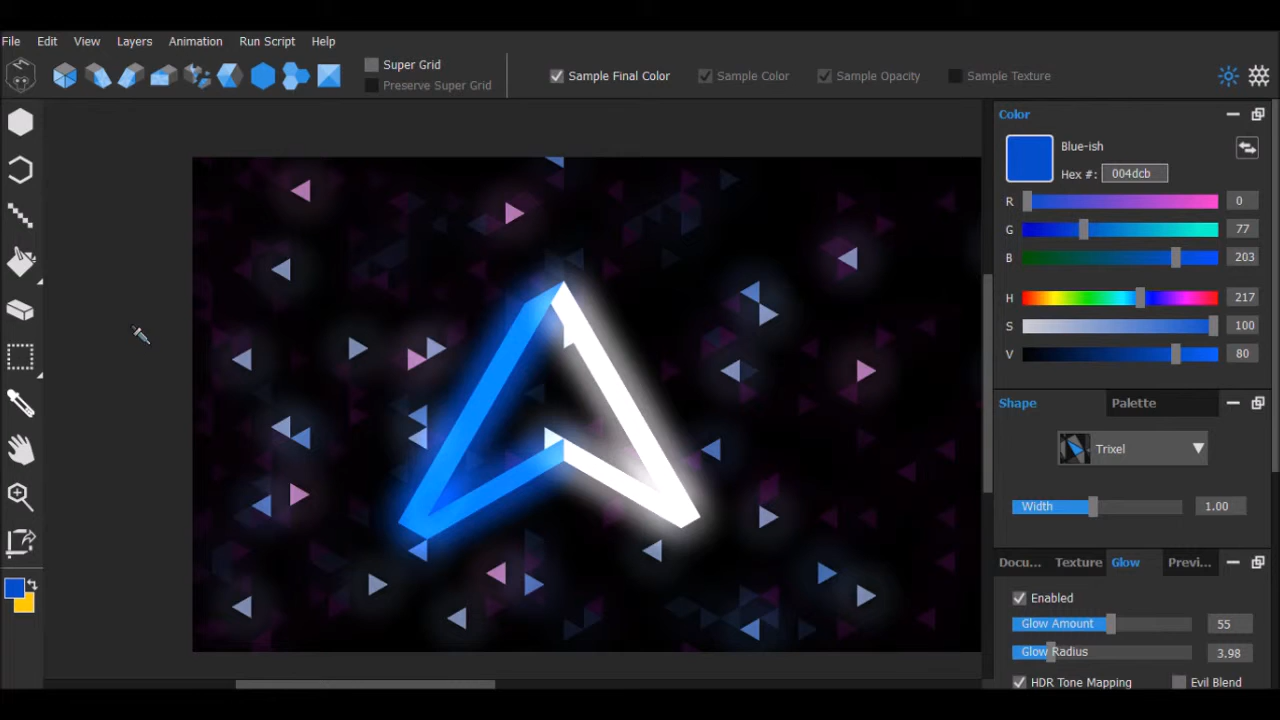 File Edit View Layers Animation Run Script Help
Super Grid
Preserve Super Grid
Sample Final Color Sample Color Sample Opacity Sample Texture
Color
Blue-ish
Hex #: 004dcb
R 0
G 77
B 203
H 217
S 100
V 80
Shape Palette
Trixel
Width 1.00
Docu... Texture Glow Previ...
Enabled
Glow Amount 55
Glow Radius 3.98
HDR Tone Mapping Evil Blend